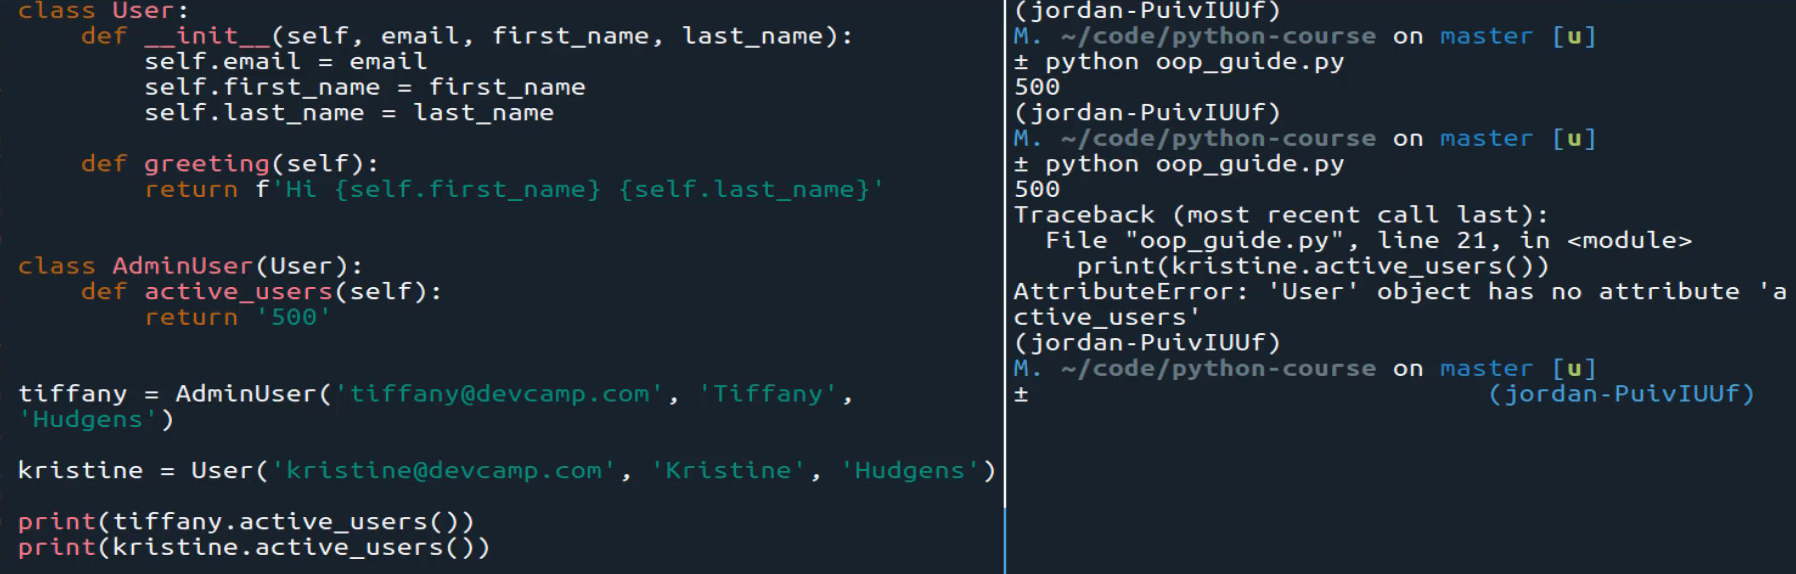 class User:
    def __init__(self, email, first_name, last_name):
        self.email = email
        self.first_name = first_name
        self.last_name = last_name
    def greeting(self):
        return f'Hi {self.first_name} {self.last_name}'
class AdminUser(User):
    def active_users(self):
        return '500'
tiffany = AdminUser('tiffany@devcamp.com', 'Tiffany',
'Hudgens')
kristine = User('kristine@devcamp.com', 'Kristine', 'Hudgens')
print(tiffany.active_users())
print(kristine.active_users())
(jordan-PuivIUUf)
M. ~/code/python-course on master [u]
± python oop_guide.py
500
(jordan-PuivIUUf)
M. ~/code/python-course on master [u]
± python oop_guide.py
500
Traceback (most recent call last):
  File "oop_guide.py", line 21, in <module>
    print(kristine.active_users())
AttributeError: 'User' object has no attribute 'a
ctive_users'
(jordan-PuivIUUf)
M. ~/code/python-course on master [u]
± (jordan-PuivIUUf)